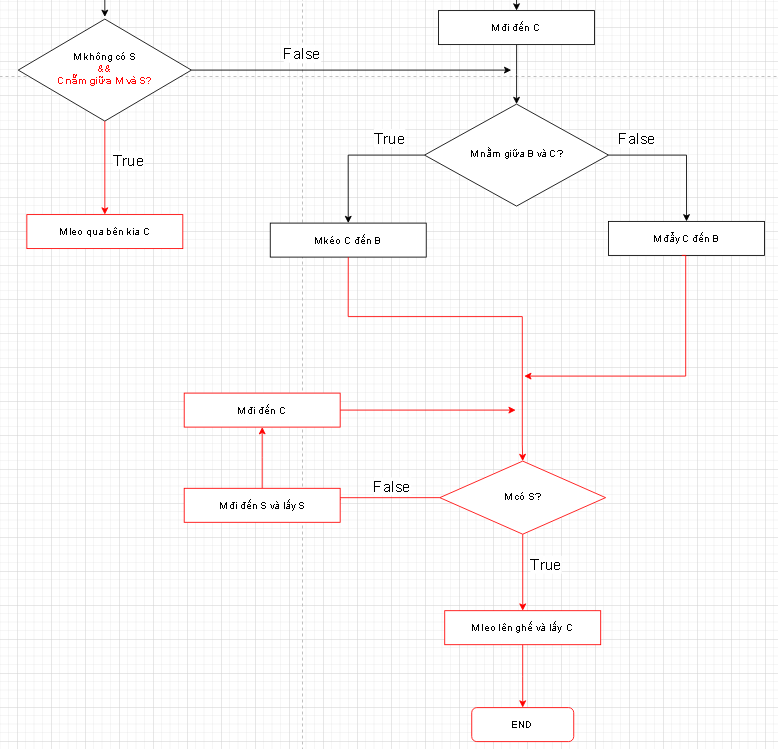 M đi đến C
M không có S
&&
C nằm giữa M và S?
False
True
M nằm giữa B và C?
True
False
M leo qua bên kia C
M kéo C đến B
M đẩy C đến B
M đi đến C
M đi đến S và lấy S
False
M có S?
True
M leo lên ghế và lấy C
END